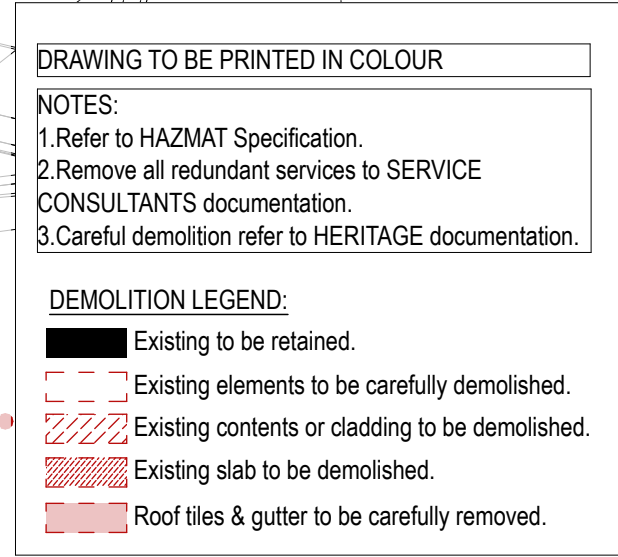 DRAWING TO BE PRINTED IN COLOUR
NOTES:
1.Refer to HAZMAT Specification.
2.Remove all redundant services to SERVICE
CONSULTANTS documentation.
3.Careful demolition refer to HERITAGE documentation.
DEMOLITION LEGEND:
Existing to be retained.
Existing elements to be carefully demolished.
Existing contents or cladding to be demolished.
Existing slab to be demolished.
Roof tiles & gutter to be carefully removed.